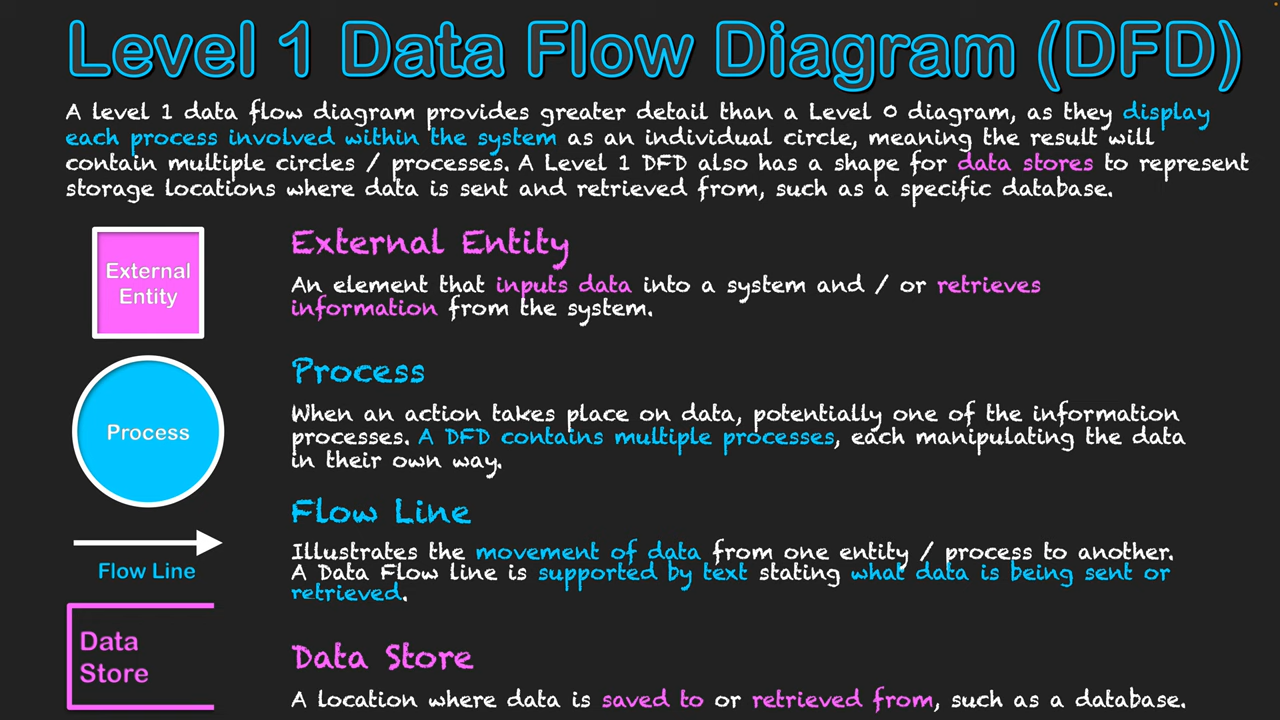 Level 1 Data Flow Diagram (DFD)
A level 1 data flow diagram provides greater detail than a Level 0 diagram, as they display
each process involved within the system as an individual circle, meaning the result will
contain multiple circles / processes. A Level 1 DFD also has a shape for data stores to represent
storage locations where data is sent and retrieved from, such as a specific database.
External
Entity
External Entity
An element that inputs data into a system and / or retrieves
information from the system.
Process
Process
When an action takes place on data, potentially one of the information
processes. A DFD contains multiple processes, each manipulating the data
in their own way.
Flow Line
Flow Line
Illustrates the movement of data from one entity / process to another.
A Data Flow line is supported by text stating what data is being sent or
retrieved.
Data
Store
Data Store
A location where data is saved to or retrieved from, such as a database.